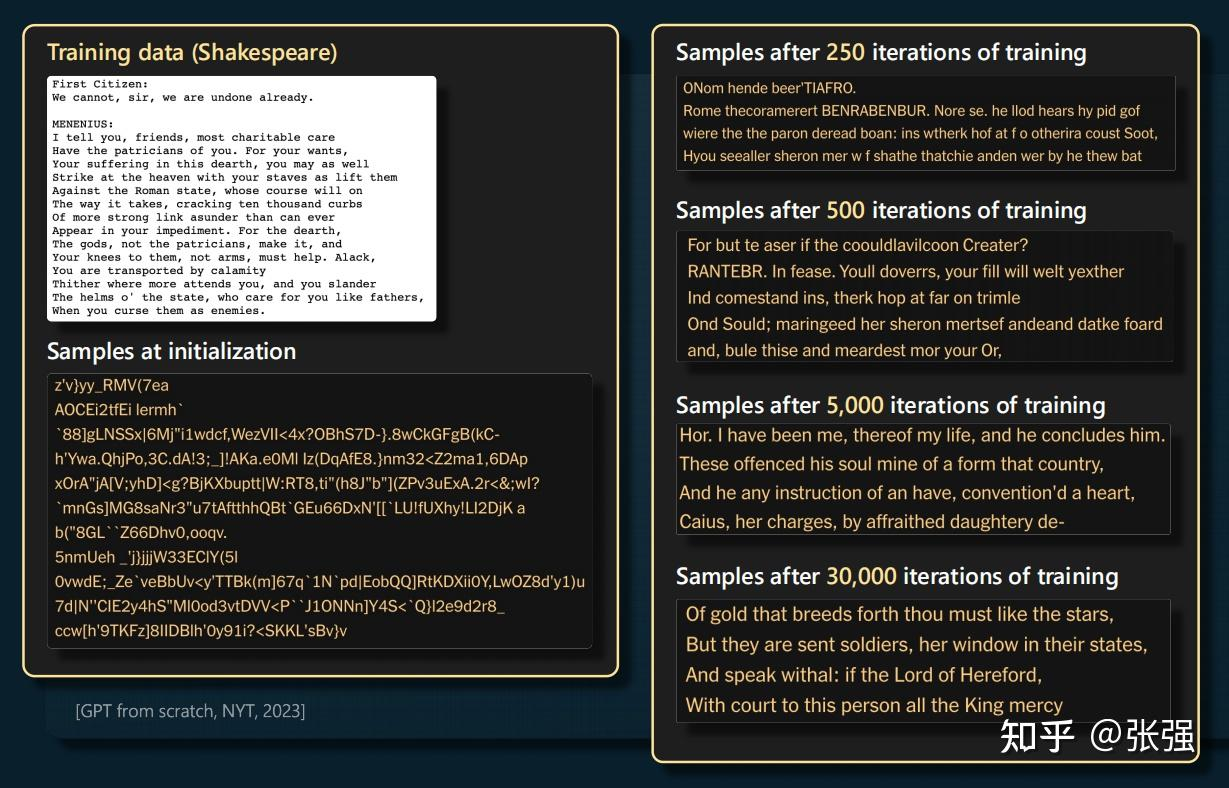 Training data (Shakespeare)
First Citizen:
We cannot, sir, we are undone already.
MENENIUS:
I tell you, friends, most charitable care
Have the patricians of you. For your wants,
Your suffering in this dearth, you may as well
Strike at the heaven with your staves as lift them
Against the Roman state, whose course will on
The way it takes, cracking ten thousand curbs
Of more strong link asunder than can ever
Appear in your impediment. For the dearth,
The gods, not the patricians, make it, and
Your knees to them, not arms, must help. Alack,
You are transported by calamity
Thither where more attends you, and you slander
The helms o' the state, who care for you like fathers,
When you curse them as enemies.
Samples at initialization
z'v}yy_RMV(7ea
AOCEi2tfEi lermh`
`88]gLNSSx|6Mj"i1wdcf,WezVII<4x?OBhS7D-}.8wCkGFgB(kC-
h'Ywa.QhjPo,3C.dA!3;_]!AKa.e0MI Iz(DqAfE8.}nm32<Z2ma1,6DAp
xOrA"jA[V;yhD]<g?BjKXbuptt|W:RT8,ti"(h8J"b"](ZPv3uExA.2r<&;wI?
`mnGs]MG8saNr3"u7tAftthhQBt`GEu66DxN'[[`LU!fUXhy!LI2DjK a
b("8GL``Z66Dhv0,ooqv.
5nmUeh _'j}jjjW33EClY(5I
0vwdE;_Ze`veBbUv<y'TTBk(m]67q`1N`pd|EobQQ]RtKDXii0Y,LwOZ8d'y1)u
7d|N''CIE2y4hS"MI0od3vtDVV<P``J1ONNn]Y4S<`Q}I2e9d2r8_
ccw[h'9TKFz]8IIDBlh'0y91i?<SKKL'sBv}v
[GPT from scratch, NYT, 2023]
Samples after 250 iterations of training
ONom hende beer'TIAFRO.
Rome thecoramerert BENRABENBUR. Nore se. he llod hears hy pid gof
wiere the the paron deread boan: ins wtherk hof at f o otherira coust Soot,
Hyou seealler sheron mer w f shathe thatchie anden wer by he thew bat
Samples after 500 iterations of training
For but te aser if the coouldlavilcoon Creater?
RANTEBR. In fease. Youll doverrs, your fill will welt yexther
Ind comestand ins, therk hop at far on trimle
Ond Sould; maringeed her sheron mertsef andeand datke foard
and, bule thise and meardest mor your Or,
Samples after 5,000 iterations of training
Hor. I have been me, thereof my life, and he concludes him.
These offenced his soul mine of a form that country,
And he any instruction of an have, convention'd a heart,
Caius, her charges, by affraithed daughtery de-
Samples after 30,000 iterations of training
Of gold that breeds forth thou must like the stars,
But they are sent soldiers, her window in their states,
And speak withal: if the Lord of Hereford,
With court to this person all the King mercy
知乎 @张强